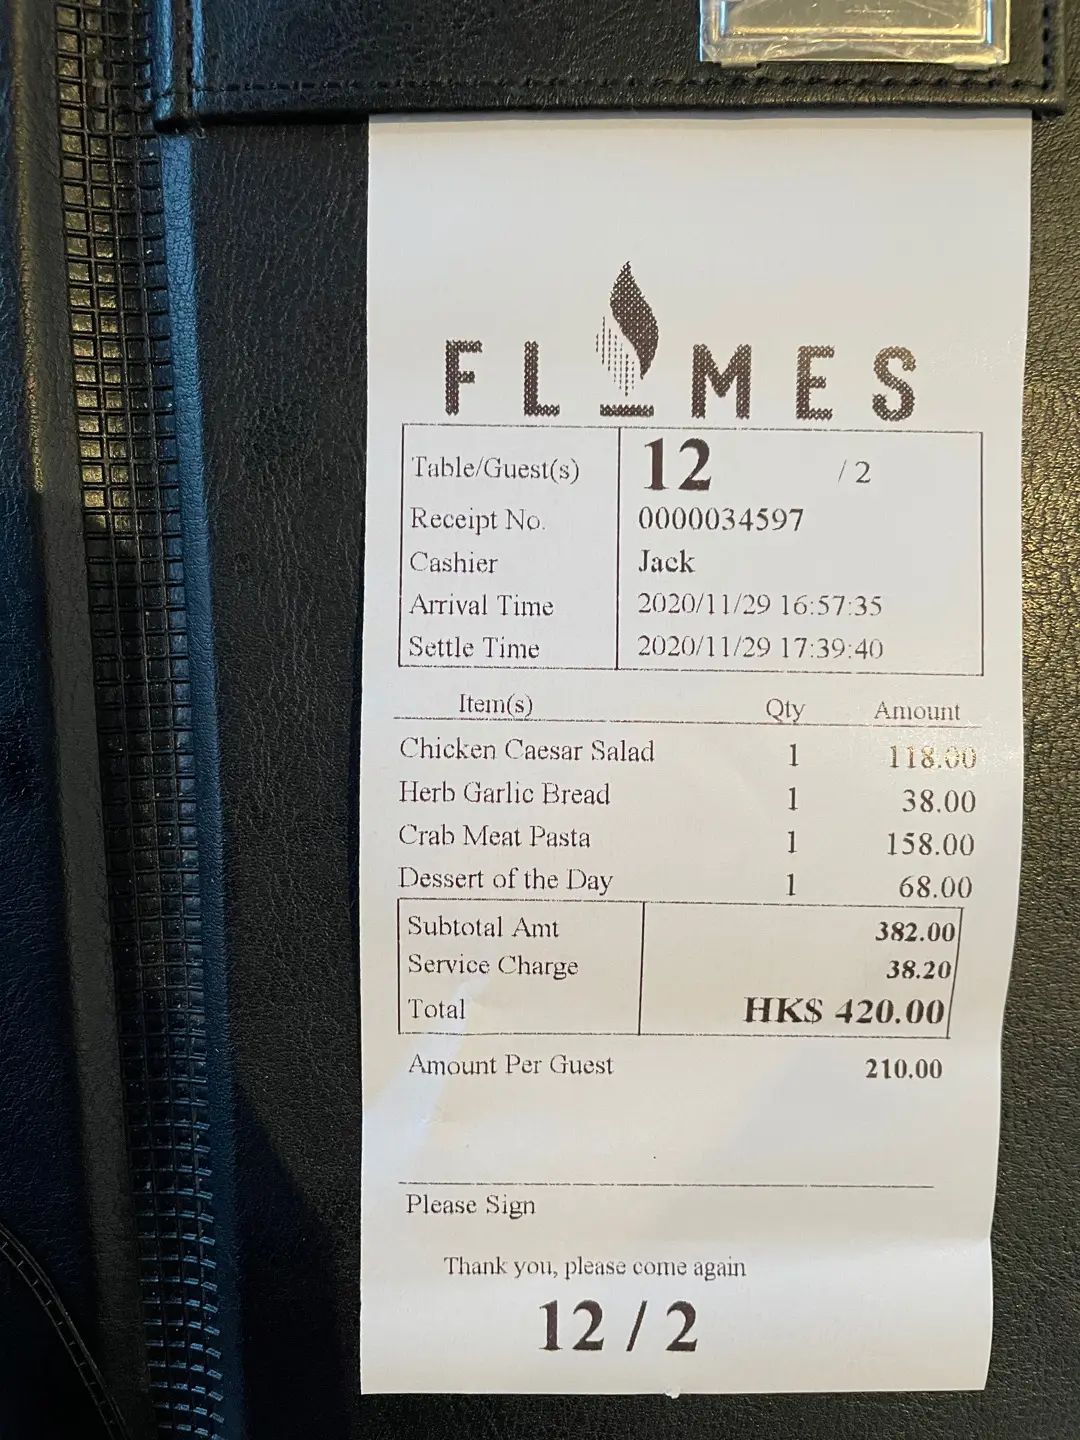 FLAMES
Table/Guest(s) 12 / 2
Receipt No. 0000034597
Cashier Jack
Arrival Time 2020/11/29 16:57:35
Settle Time 2020/11/29 17:39:40
Item(s) Qty Amount
Chicken Caesar Salad 1 118.00
Herb Garlic Bread 1 38.00
Crab Meat Pasta 1 158.00
Dessert of the Day 1 68.00
Subtotal Amt 382.00
Service Charge 38.20
Total HK$ 420.00
Amount Per Guest 210.00
Please Sign
Thank you, please come again
12 / 2